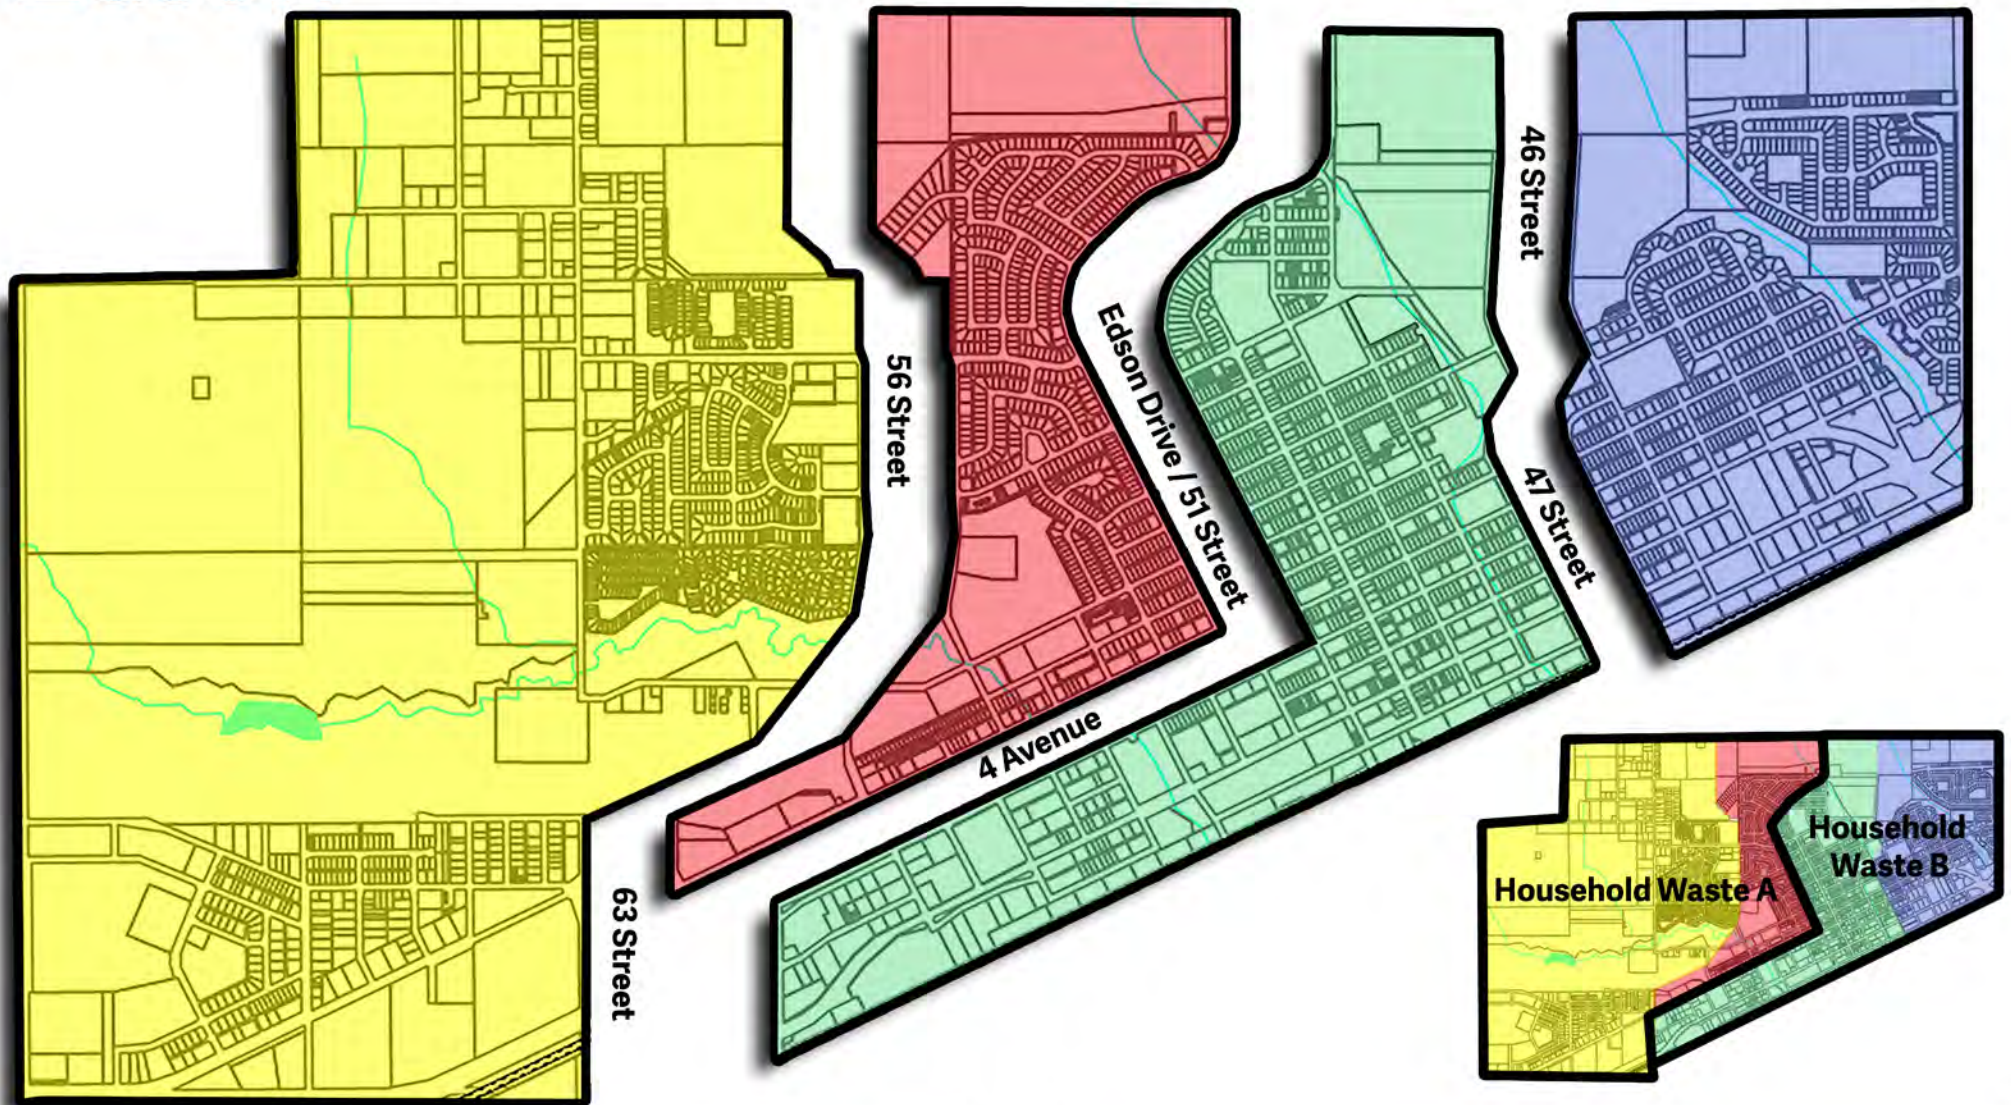 56 Street
Edson Drive / 51 Street
46 Street
47 Street
4 Avenue
63 Street
Household Waste A
Household
Waste B